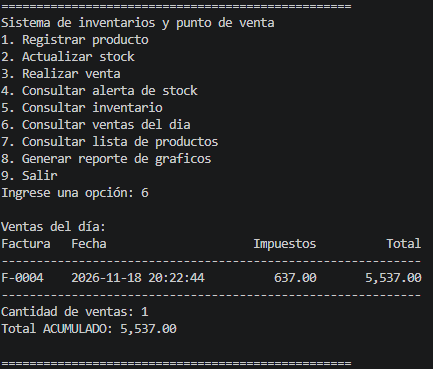 ==================================================
Sistema de inventarios y punto de venta
1. Registrar producto
2. Actualizar stock
3. Realizar venta
4. Consultar alerta de stock
5. Consultar inventario
6. Consultar ventas del dia
7. Consultar lista de productos
8. Generar reporte de graficos
9. Salir
Ingrese una opción: 6

Ventas del día:
Factura   Fecha                     Impuestos          Total
------------------------------------------------------------
F-0004    2026-11-18 20:22:44          637.00       5,537.00
------------------------------------------------------------
Cantidad de ventas: 1
Total ACUMULADO: 5,537.00

==================================================